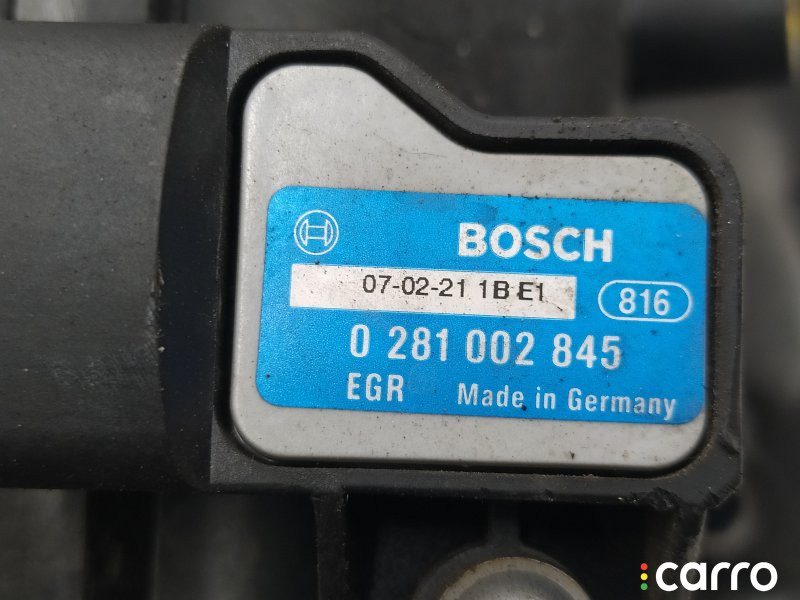 BOSCH
07-02-21 1B E1
816
0 281 002 845
EGR Made in Germany
carro